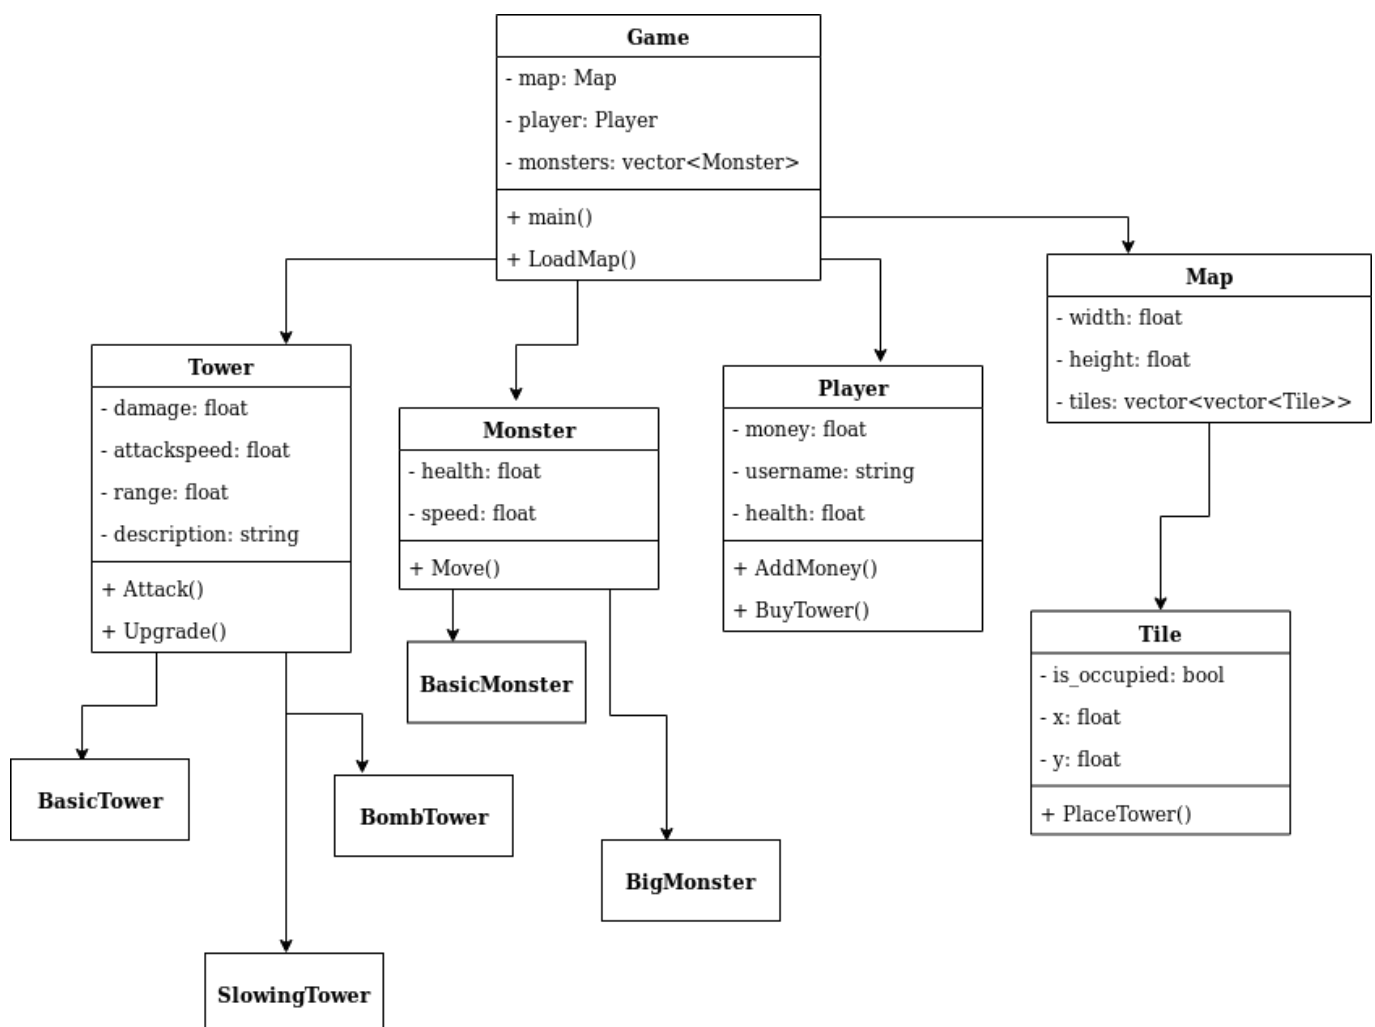 Game
- map: Map
- player: Player
- monsters: vector<Monster>
+ main()
+ LoadMap()
Map
- width: float
- height: float
- tiles: vector<vector<Tile>>
Tower
- damage: float
- attackspeed: float
- range: float
- description: string
+ Attack()
+ Upgrade()
Monster
- health: float
- speed: float
+ Move()
Player
- money: float
- username: string
- health: float
+ AddMoney()
+ BuyTower()
Tile
- is_occupied: bool
- x: float
- y: float
+ PlaceTower()
BasicMonster
BasicTower
BombTower
BigMonster
SlowingTower